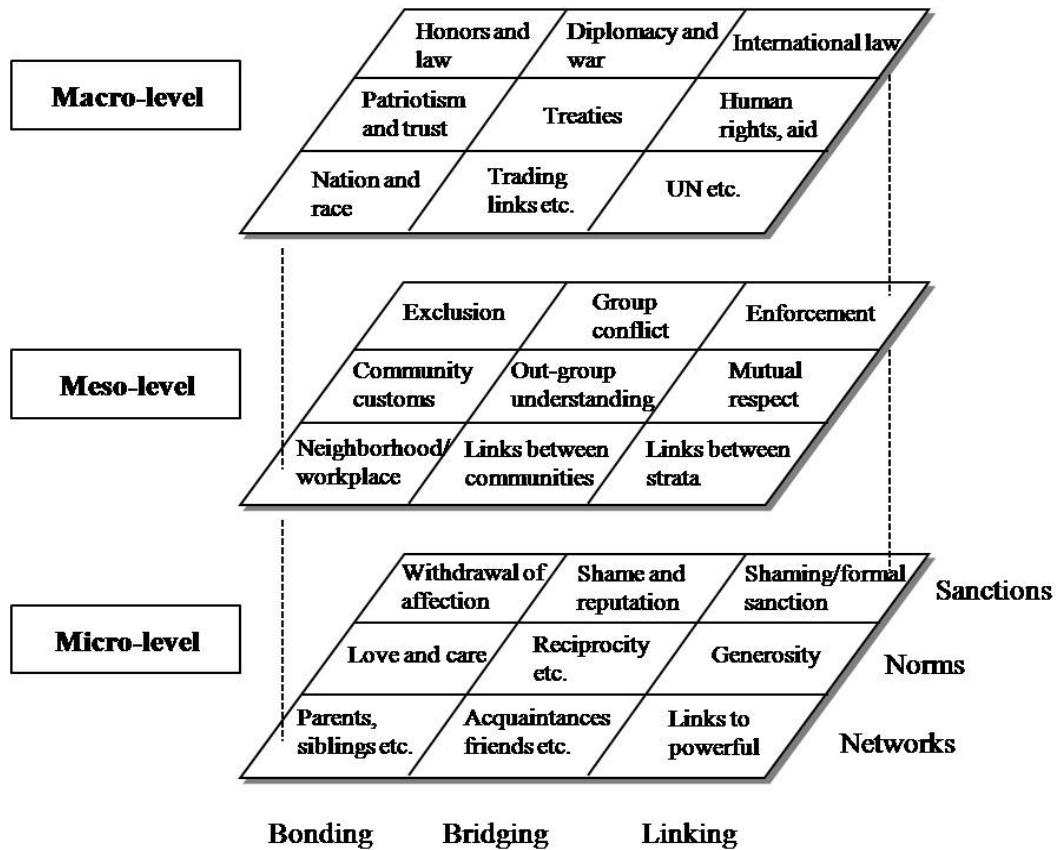 Honors and
law
Diplomacy and
war
International law
Macro-level
Patriotism
and trust
Treaties
Human
rights, aid
Nation and
race
Trading
links etc.
UN etc.
Exclusion
Group
conflict
Enforcement
Meso-level
Community
customs
Out-group
understanding
Mutual
respect
Neighborhood/
workplace
Links between
communities
Links between
strata
Withdrawal of
affection
Shame and
reputation
Shaming/formal
sanction
Sanctions
Micro-level
Love and care
Reciprocity
etc.
Generosity
Norms
Parents,
siblings etc.
Acquaintances
friends etc.
Links to
powerful
Networks
Bonding
Bridging
Linking